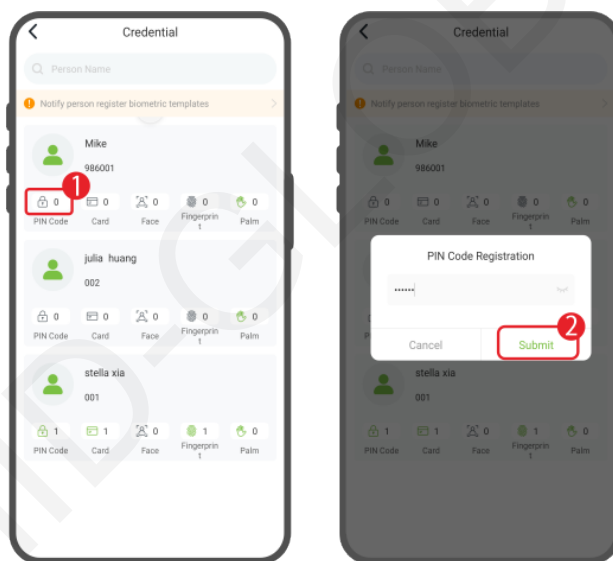 Credential
Person Name
Notify person register biometric templates
Mike
986001
1
0 0 0 0 0
PIN Code Card Face Fingerprin
t Palm
julia huang
002
0 0 0 0 0
PIN Code Card Face Fingerprin
t Palm
stella xia
001
1 1 0 1 0
PIN Code Card Face Fingerprin
t Palm
Credential
Person Name
Notify person register biometric templates
Mike
986001
0 0 0 0 0
PIN Code Card Face Fingerprin
t Palm
PIN Code Registration
••••••
2
Cancel Submit
stella xia
001
1 1 0 1 0
PIN Code Card Face Fingerprin
t Palm